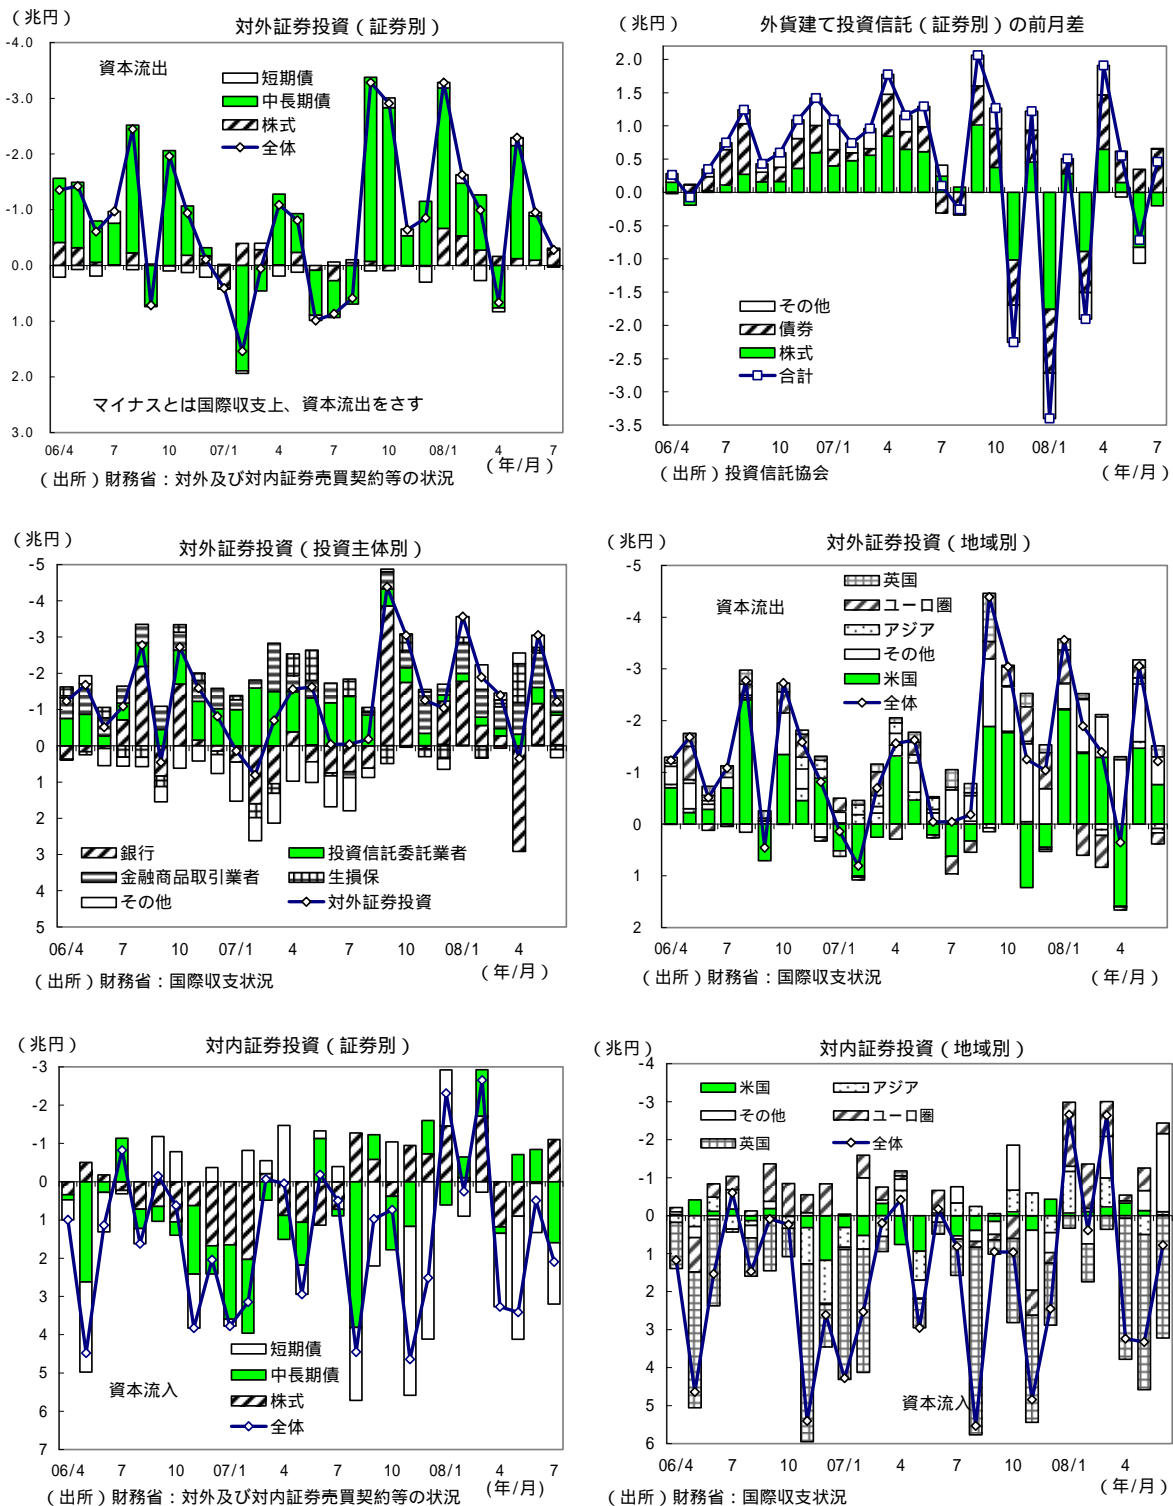 （兆円）
対外証券投資（証券別）
-4.0
-3.0
-2.0
-1.0
0.0
1.0
2.0
3.0
資本流出
短期債
中長期債
株式
全体
マイナスとは国際収支上、資本流出をさす
06/4 7 10 07/1 4 7 10 08/1 4 7
（年/月）
（出所）財務省：対外及び対内証券売買契約等の状況
（兆円）
外貨建て投資信託（証券別）の前月差
2.0
1.5
1.0
0.5
0.0
-0.5
-1.0
-1.5
-2.0
-2.5
-3.0
-3.5
その他
債券
株式
合計
06/4 7 10 07/1 4 7 10 08/1 4 7
（年/月）
（出所）投資信託協会
（兆円）
対外証券投資（投資主体別）
-5
-4
-3
-2
-1
0
1
2
3
4
5
銀行
投資信託委託業者
金融商品取引業者
生損保
その他
対外証券投資
06/4 7 10 07/1 4 7 10 08/1 4
（年/月）
（出所）財務省：国際収支状況
（兆円）
対外証券投資（地域別）
-5
-4
-3
-2
-1
0
1
2
資本流出
英国
ユーロ圏
アジア
その他
米国
全体
06/4 7 10 07/1 4 7 10 08/1 4
（年/月）
（出所）財務省：国際収支状況
（兆円）
対内証券投資（証券別）
-3
-2
-1
0
1
2
3
4
5
6
7
資本流入
短期債
中長期債
株式
全体
06/4 7 10 07/1 4 7 10 08/1 4 7
(年/月)
（出所）財務省：対外及び対内証券売買契約等の状況
（兆円）
対内証券投資（地域別）
-4
-3
-2
-1
0
1
2
3
4
5
6
米国
アジア
その他
ユーロ圏
英国
全体
資本流入
06/4 7 10 07/1 4 7 10 08/1 4
（年/月）
（出所）財務省：国際収支状況